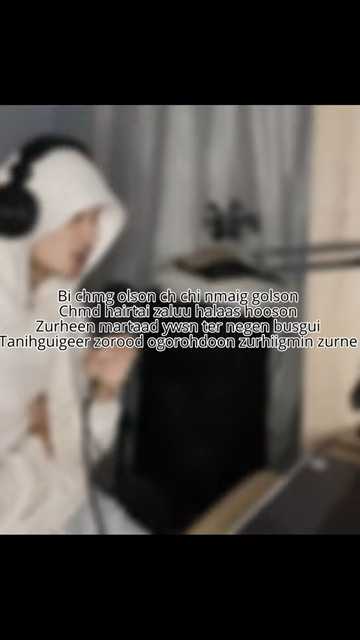 Bi chmg olson ch chi nmaig golson
Chmd hairtai zaluu halaas hooson
Zurheen martaad ywsn ter negen busgui
Tanihguigeer zorood ogorohdoon zurhiigmin zurne